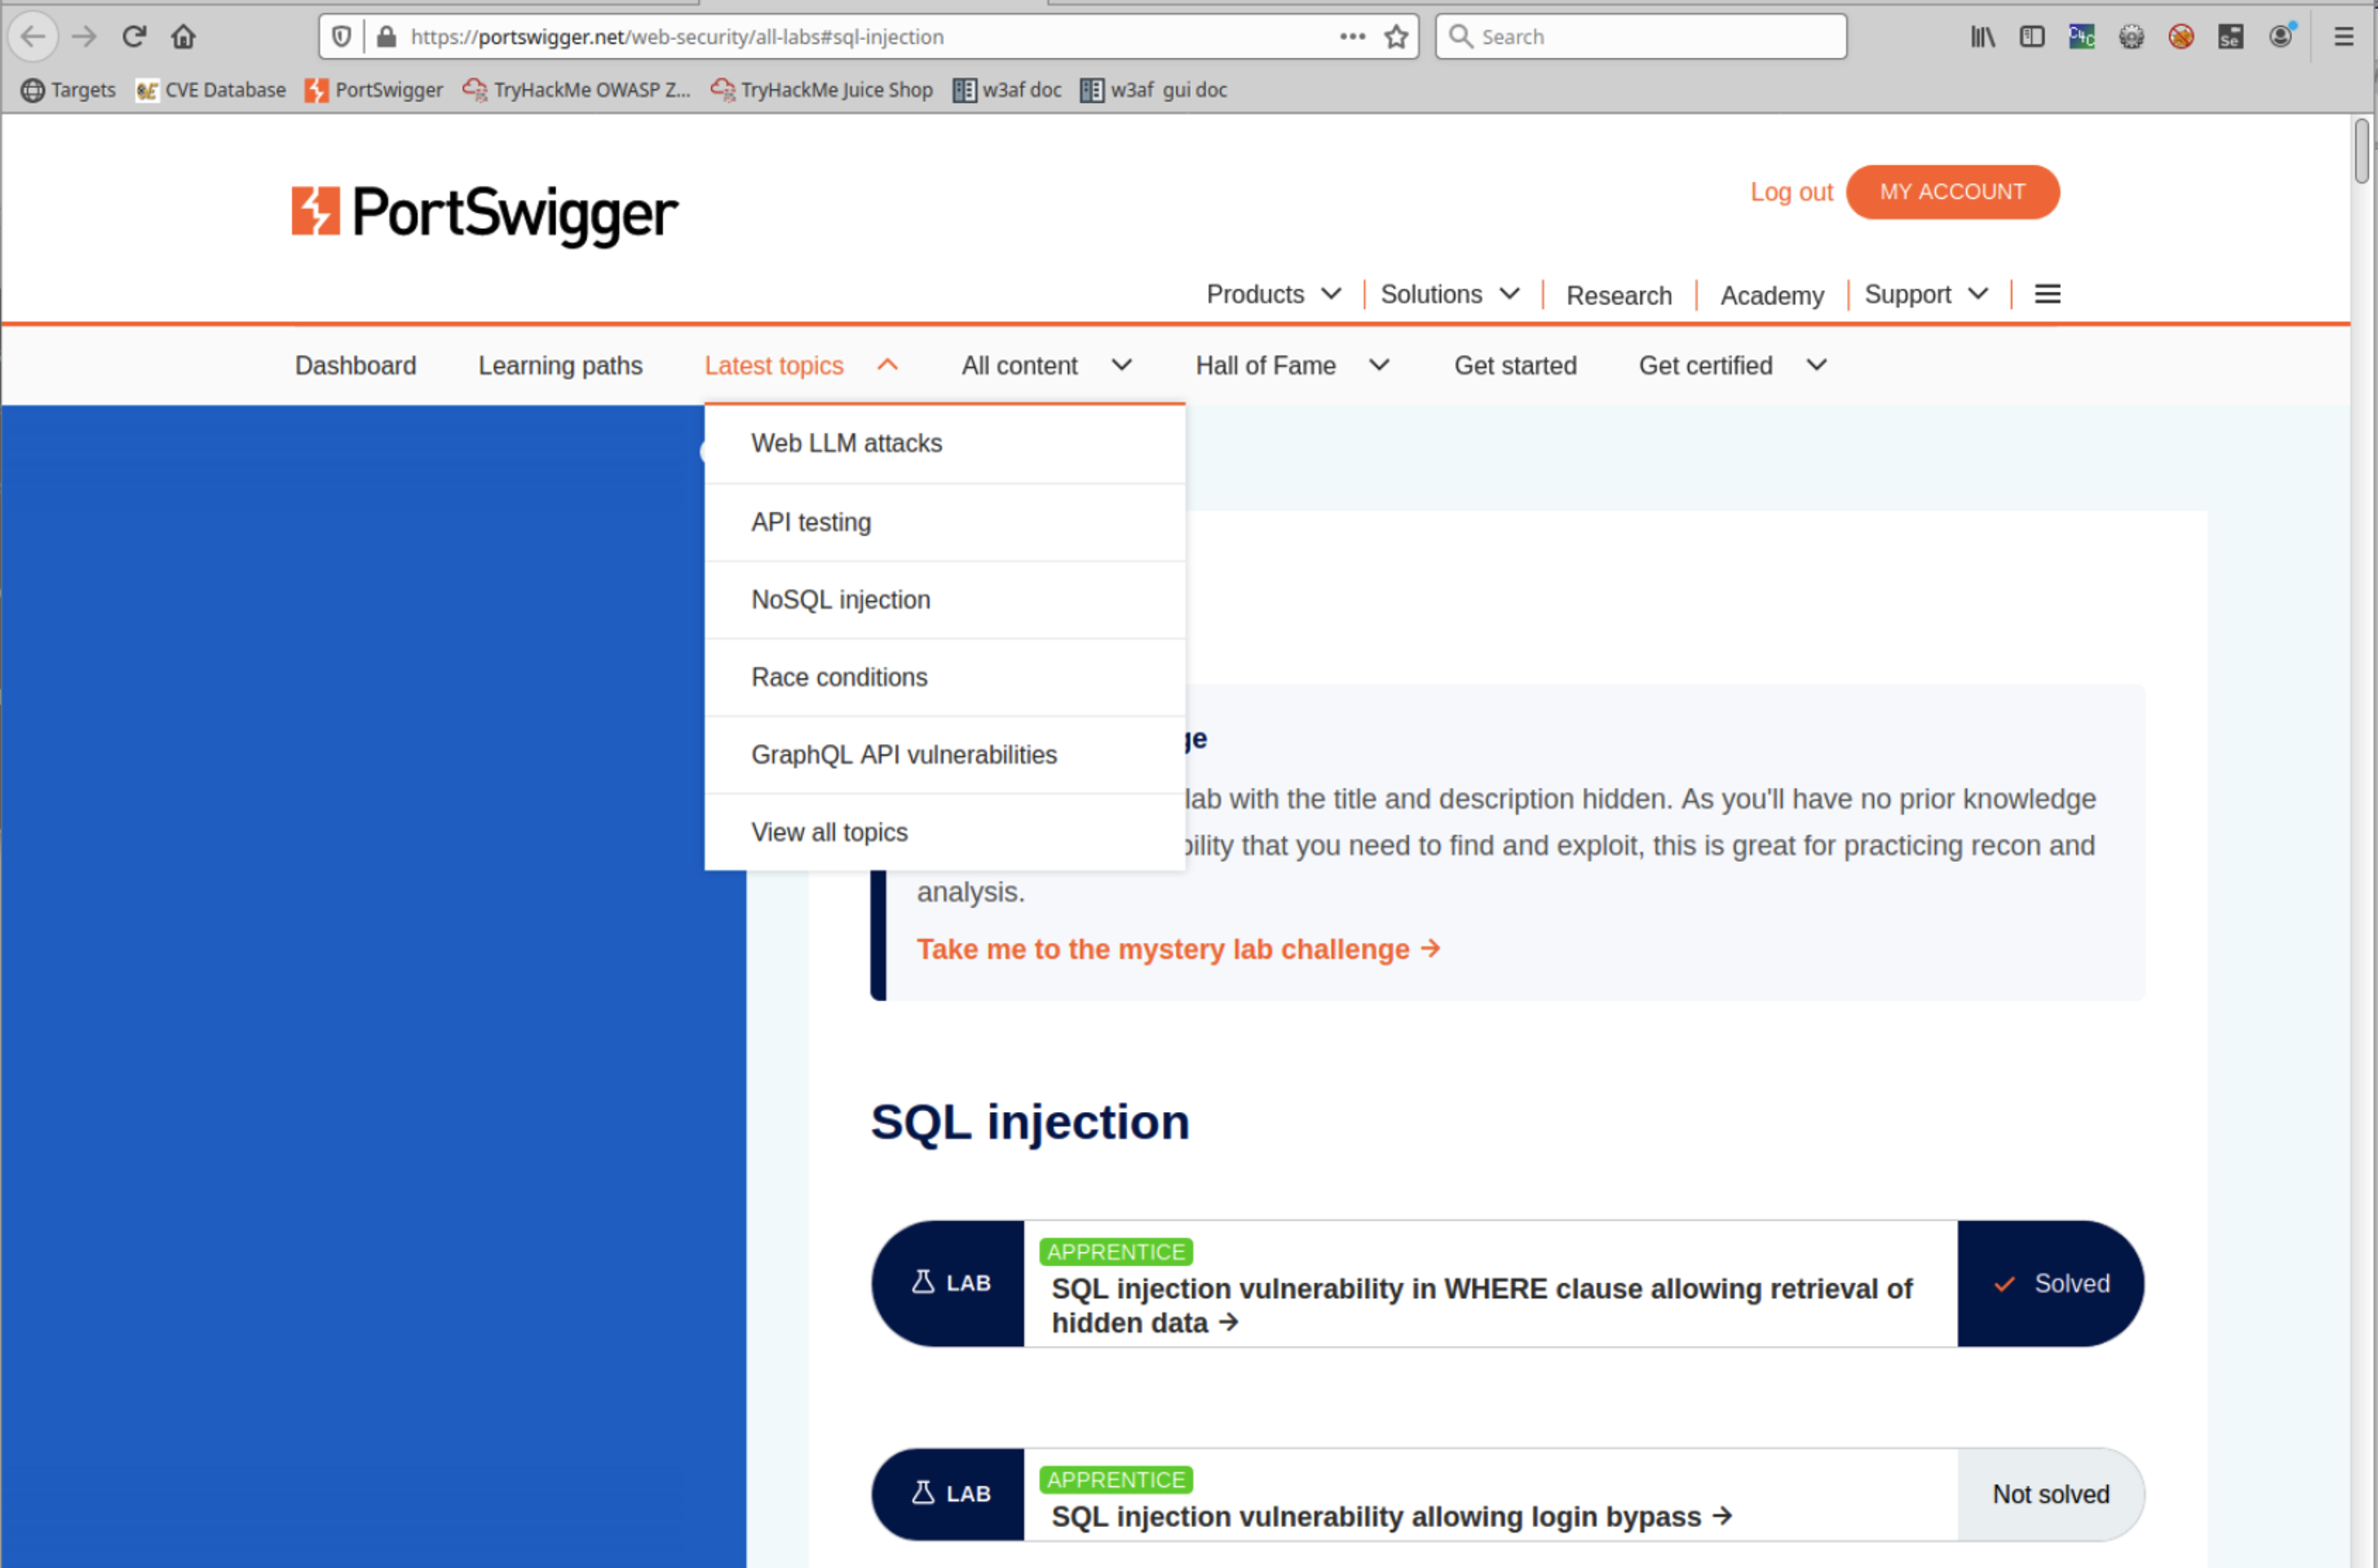 https://portswigger.net/web-security/all-labs#sql-injection
Search
Targets CVE Database PortSwigger TryHackMe OWASP Z... TryHackMe Juice Shop w3af doc w3af gui doc
Log out MY ACCOUNT
PortSwigger
Products Solutions Research Academy Support
Dashboard Learning paths Latest topics All content Hall of Fame Get started Get certified
Web LLM attacks
API testing
NoSQL injection
Race conditions
GraphQL API vulnerabilities
View all topics
ge
lab with the title and description hidden. As you'll have no prior knowledge
bility that you need to find and exploit, this is great for practicing recon and
analysis.
Take me to the mystery lab challenge →
SQL injection
LAB
APPRENTICE
SQL injection vulnerability in WHERE clause allowing retrieval of
hidden data →
Solved
LAB
APPRENTICE
SQL injection vulnerability allowing login bypass →
Not solved